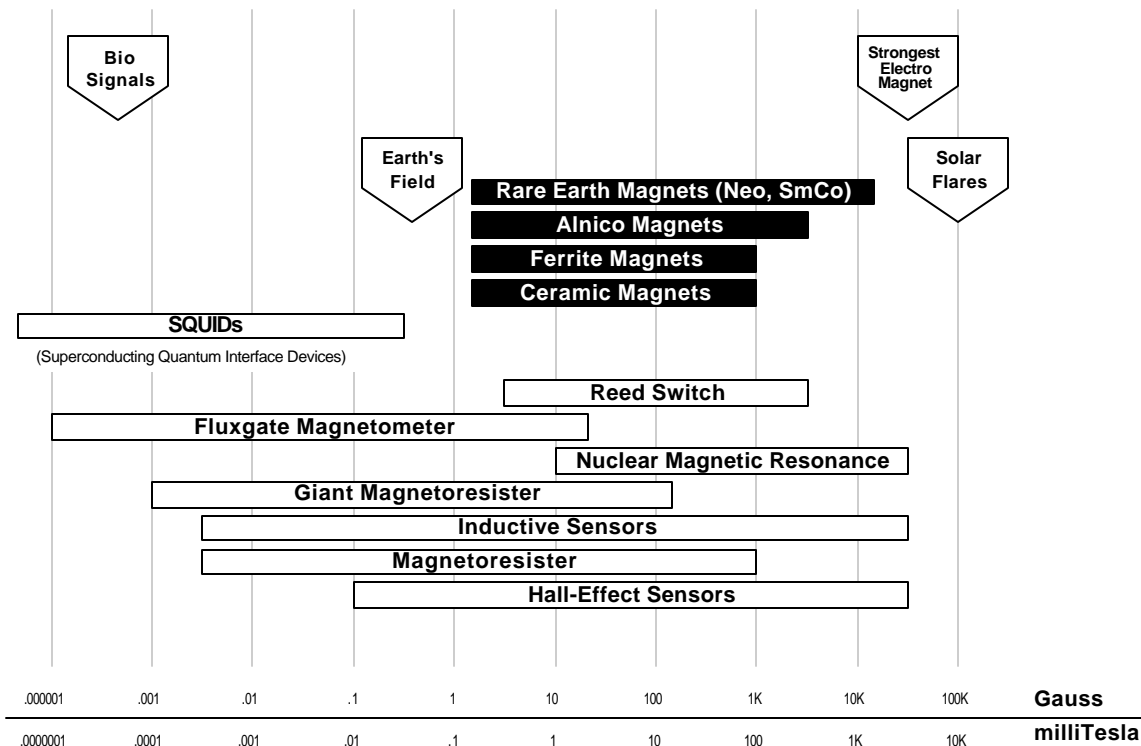 Bio
Signals
Strongest
Electro
Magnet
Earth's
Field
Solar
Flares
Rare Earth Magnets (Neo, SmCo)
Alnico Magnets
Ferrite Magnets
Ceramic Magnets
SQUIDs
(Superconducting Quantum Interface Devices)
Reed Switch
Fluxgate Magnetometer
Nuclear Magnetic Resonance
Giant Magnetoresister
Inductive Sensors
Magnetoresister
Hall-Effect Sensors
.000001 .001 .01 .1 1 10 100 1K 10K 100K Gauss
.0000001 .0001 .001 .01 .1 1 10 100 1K 10K milliTesla